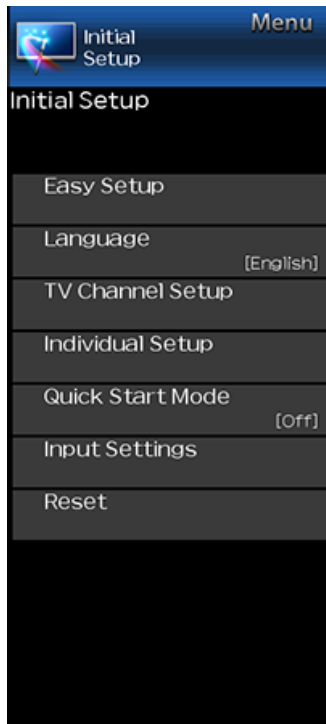 Menu
Initial
Setup
Initial Setup
Easy Setup
Language
[English]
TV Channel Setup
Individual Setup
Quick Start Mode
[Off]
Input Settings
Reset